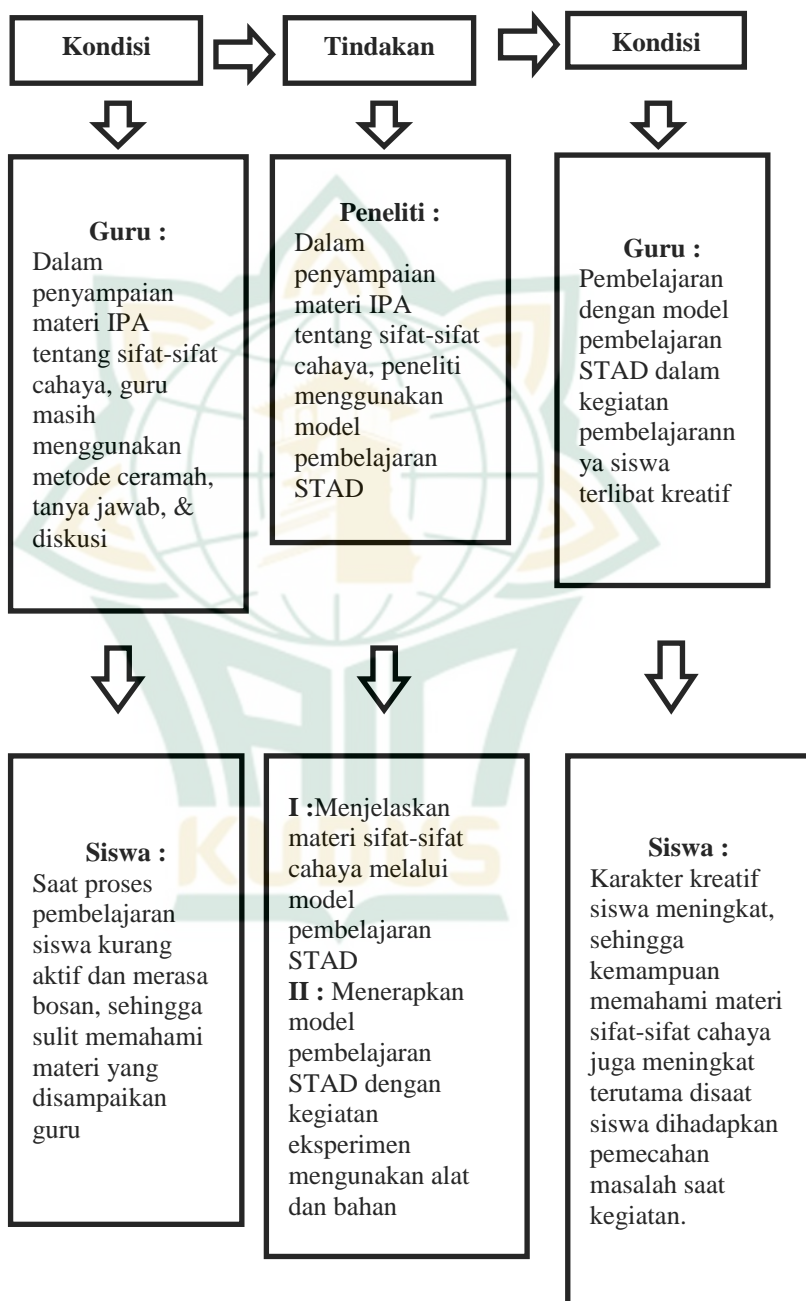 Kondisi
Tindakan
Kondisi
Guru :
Dalam
penyampaian
materi IPA
tentang sifat-sifat
cahaya, guru
masih
menggunakan
metode ceramah,
tanya jawab, &
diskusi
Peneliti :
Dalam
penyampaian
materi IPA
tentang sifat-sifat
cahaya, peneliti
menggunakan
model
pembelajaran
STAD
Guru :
Pembelajaran
dengan model
pembelajaran
STAD dalam
kegiatan
pembelajarann
ya siswa
terlibat kreatif
Siswa :
Saat proses
pembelajaran
siswa kurang
aktif dan merasa
bosan, sehingga
sulit memahami
materi yang
disampaikan
guru
I :Menjelaskan
materi sifat-sifat
cahaya melalui
model
pembelajaran
STAD
II : Menerapkan
model
pembelajaran
STAD dengan
kegiatan
eksperimen
mengunakan alat
dan bahan
Siswa :
Karakter kreatif
siswa meningkat,
sehingga
kemampuan
memahami materi
sifat-sifat cahaya
juga meningkat
terutama disaat
siswa dihadapkan
pemecahan
masalah saat
kegiatan.
IAIN
KUDUS